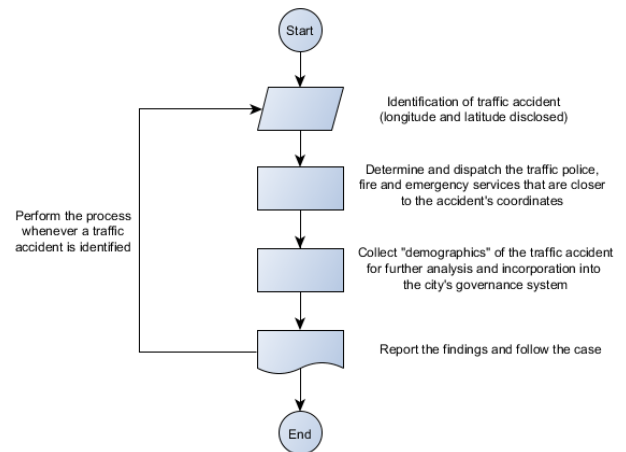 Start
Identification of traffic accident
(longitude and latitude disclosed)
Determine and dispatch the traffic police,
fire and emergency services that are closer
to the accident's coordinates
Perform the process
whenever a traffic
accident is identified
Collect "demographics" of the traffic accident
for further analysis and incorporation into
the city's governance system
Report the findings and follow the case
End